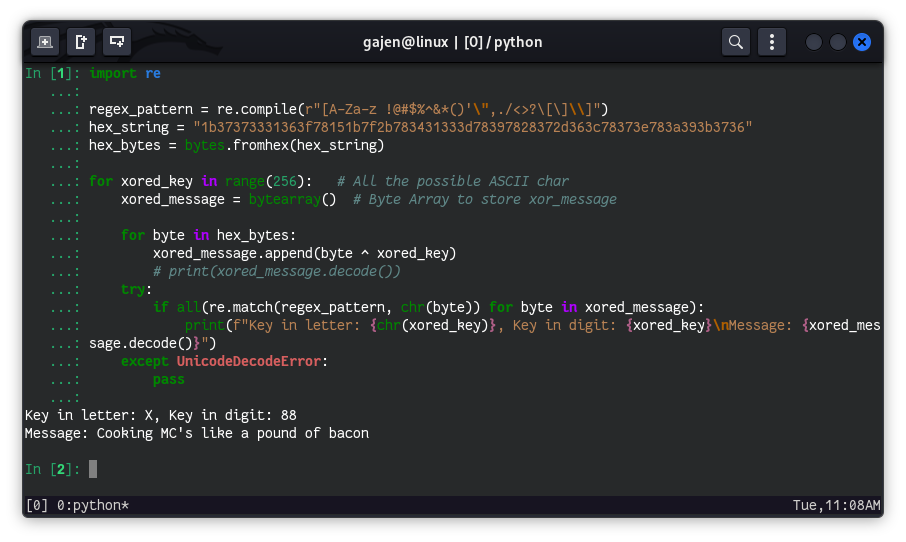 gajen@linux | [0] / python
In [1]: import re
   ...:
   ...: regex_pattern = re.compile(r"[A-Za-z !@#$%^&*()'\",./<>?\[\]\\]")
   ...: hex_string = "1b37373331363f78151b7f2b783431333d78397828372d363c78373e783a393b3736"
   ...: hex_bytes = bytes.fromhex(hex_string)
   ...:
   ...: for xored_key in range(256):   # All the possible ASCII char
   ...:     xored_message = bytearray()  # Byte Array to store xor_message
   ...:
   ...:     for byte in hex_bytes:
   ...:         xored_message.append(byte ^ xored_key)
   ...:         # print(xored_message.decode())
   ...:     try:
   ...:         if all(re.match(regex_pattern, chr(byte)) for byte in xored_message):
   ...:             print(f"Key in letter: {chr(xored_key)}, Key in digit: {xored_key}\nMessage: {xored_mes
   ...: sage.decode()}")
   ...:     except UnicodeDecodeError:
   ...:         pass
   ...:
Key in letter: X, Key in digit: 88
Message: Cooking MC's like a pound of bacon
In [2]:
[0] 0:python* Tue,11:08AM